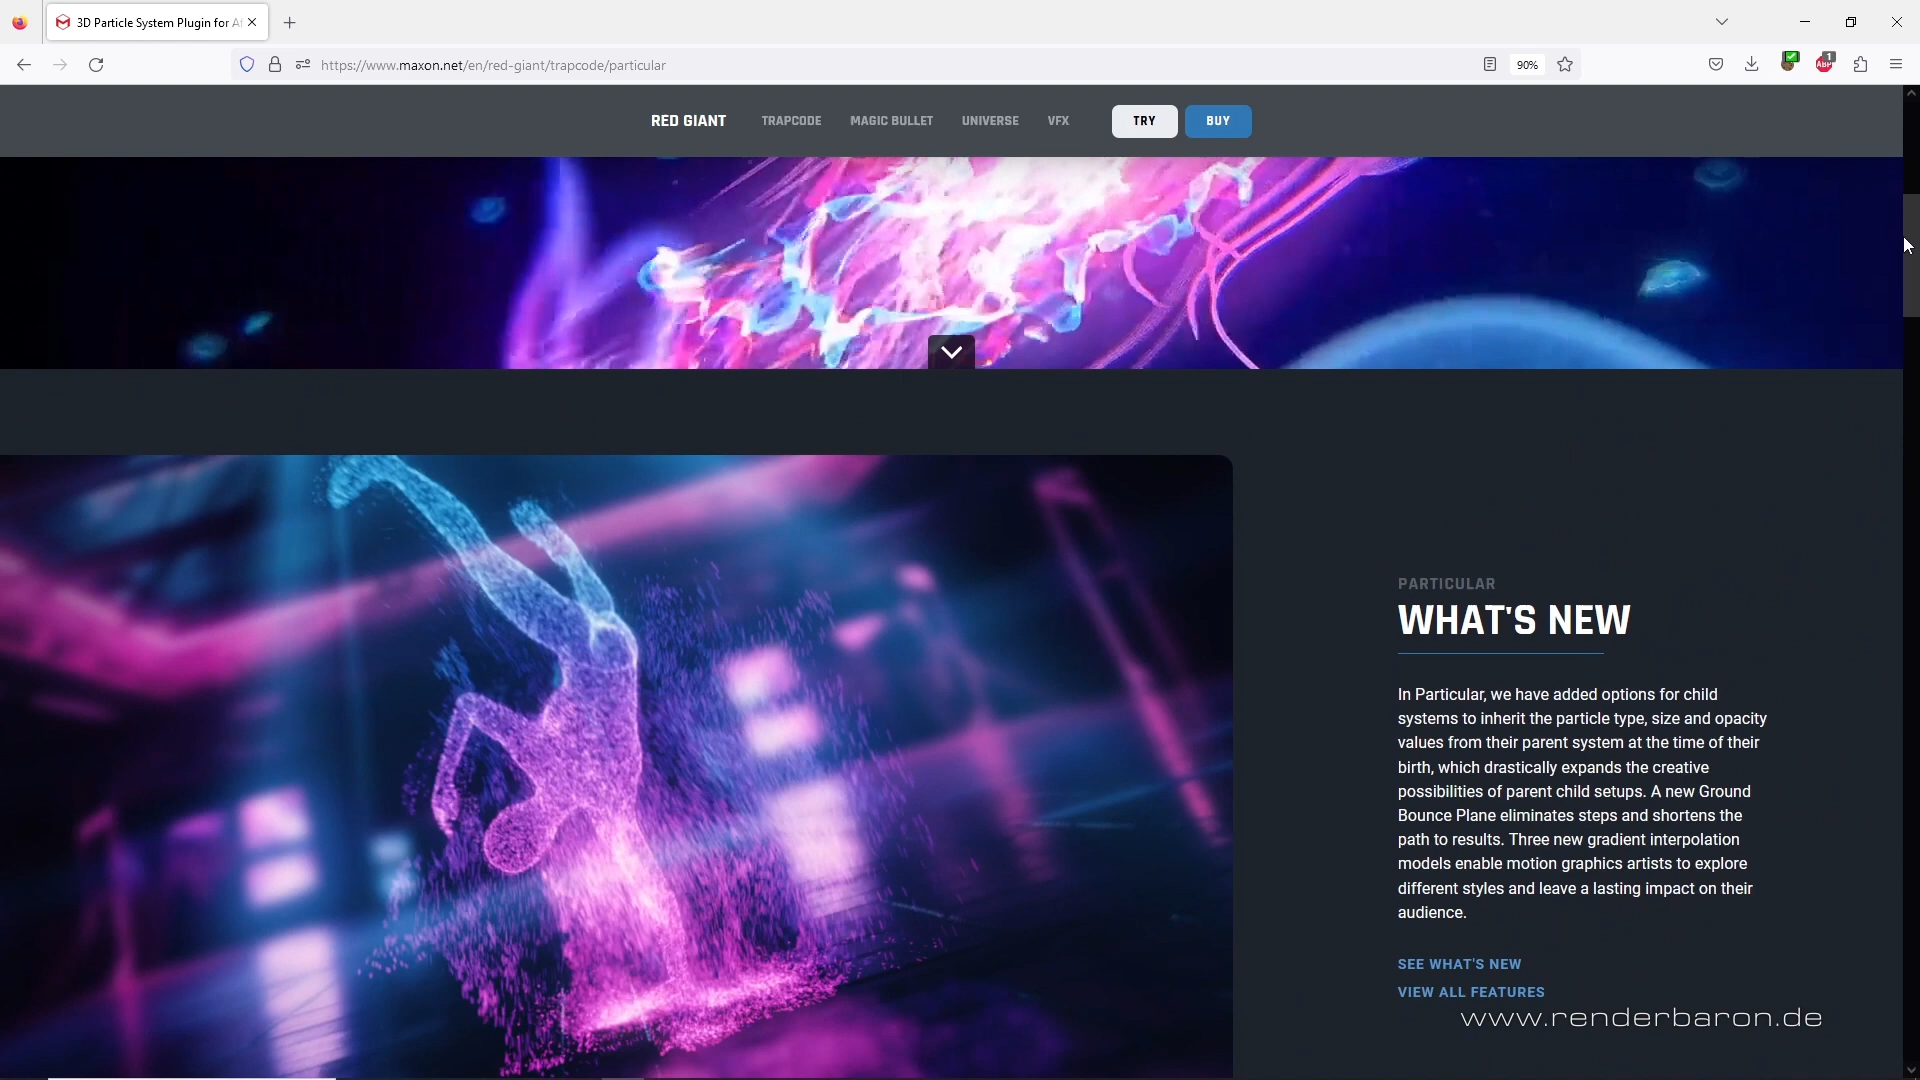 3D Particle System Plugin for Af
https://www.maxon.net/en/red-giant/trapcode/particular
90%
ABP
1
RED GIANT
TRAPCODE
MAGIC BULLET
UNIVERSE
VFX
TRY
BUY
PARTICULAR
WHAT'S NEW
In Particular, we have added options for child
systems to inherit the particle type, size and opacity
values from their parent system at the time of their
birth, which drastically expands the creative
possibilities of parent child setups. A new Ground
Bounce Plane eliminates steps and shortens the
path to results. Three new gradient interpolation
models enable motion graphics artists to explore
different styles and leave a lasting impact on their
audience.
SEE WHAT'S NEW
VIEW ALL FEATURES
www.renderbaron.de